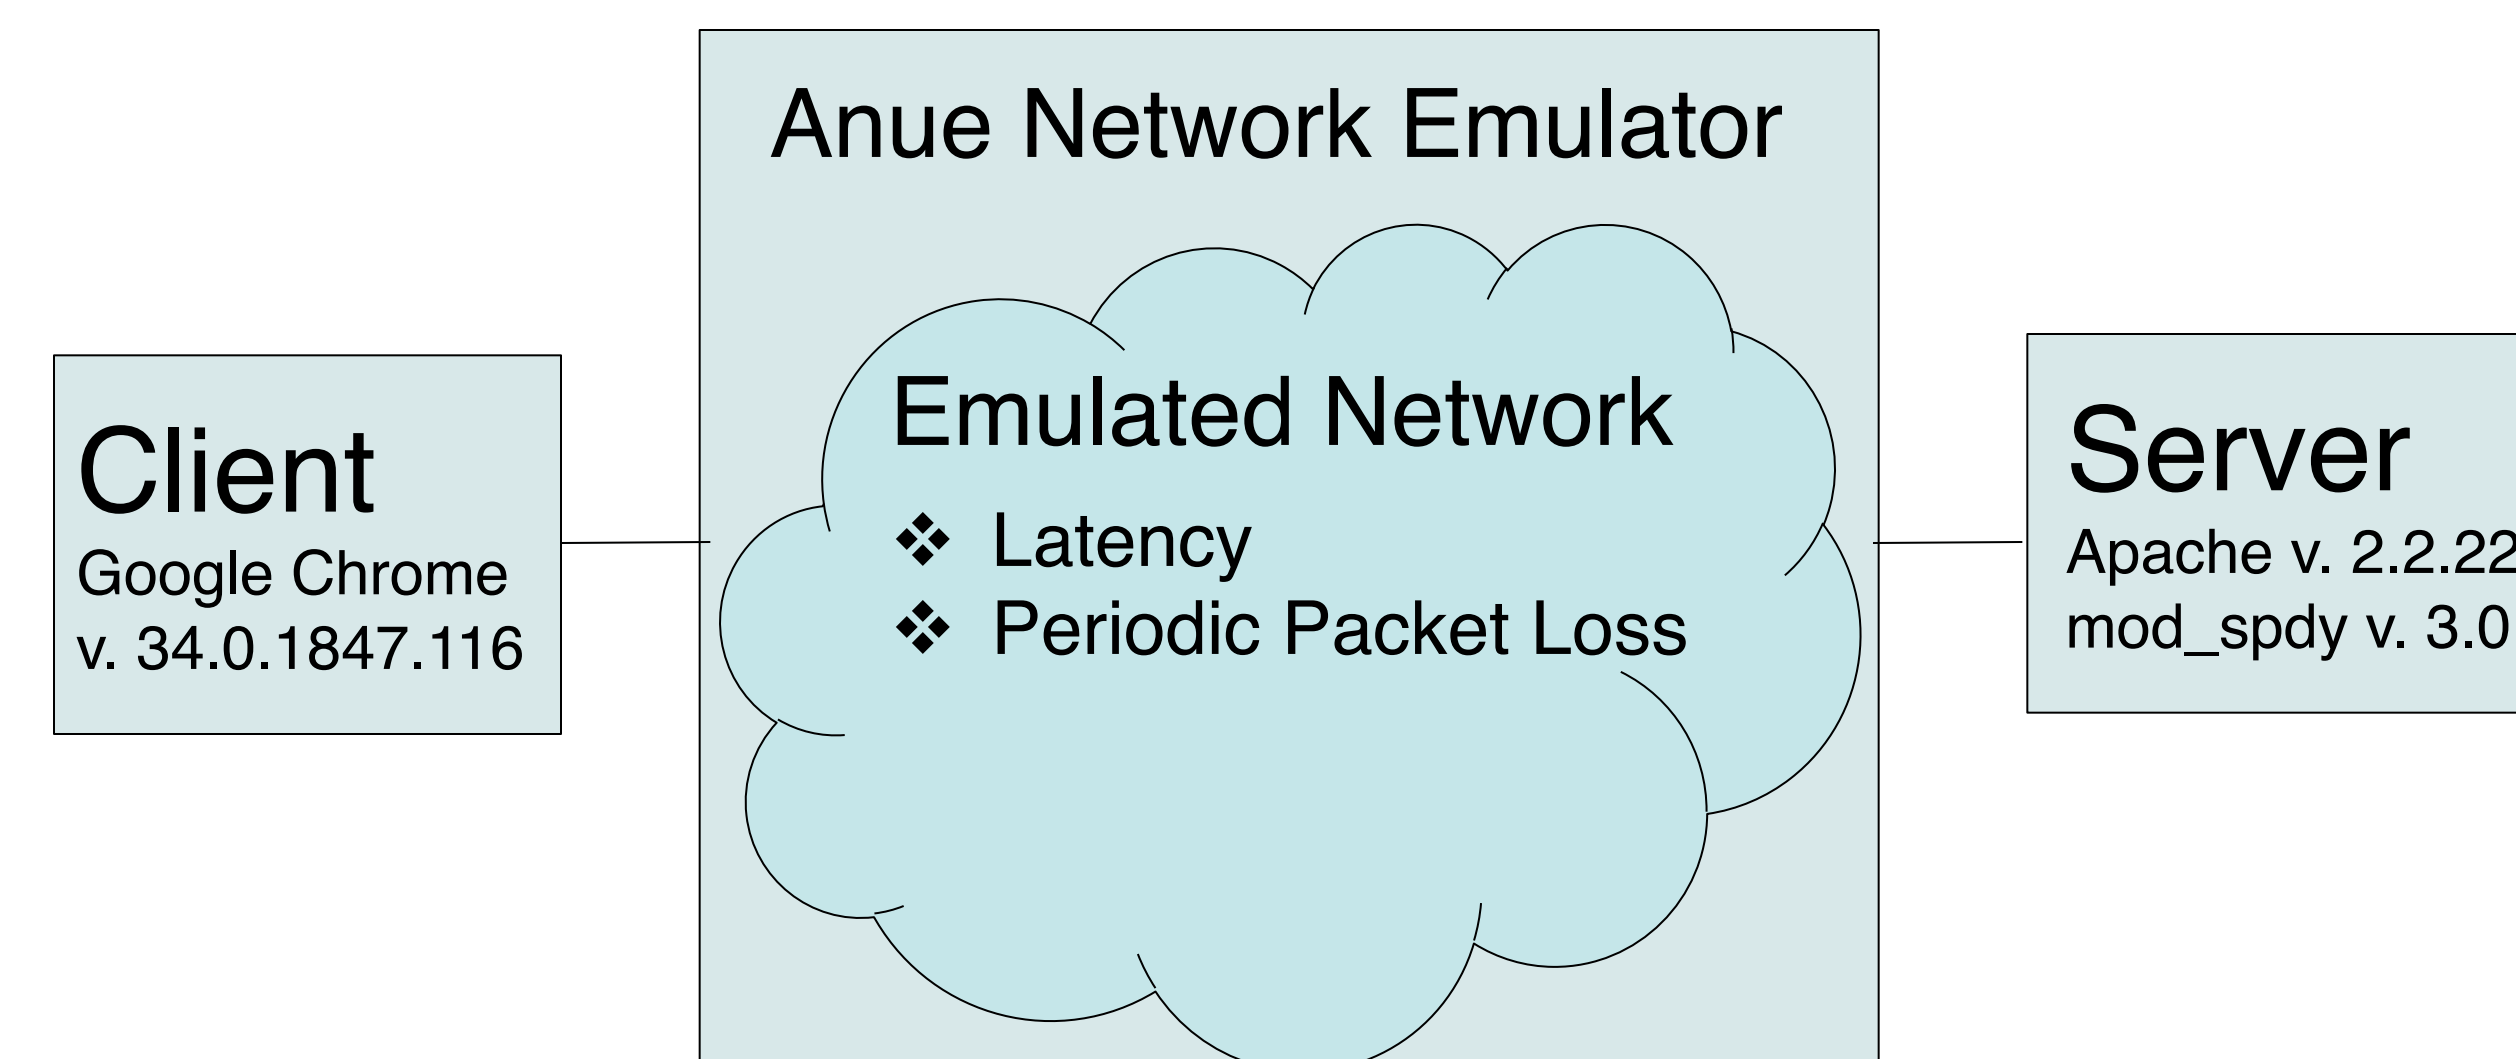 Anue Network Emulator
Emulated Network
❖ Latency
❖ Periodic Packet Loss
Client
Google Chrome
v. 34.0.1847.116
Server
Apache v. 2.2.22
mod_spdy v. 3.0